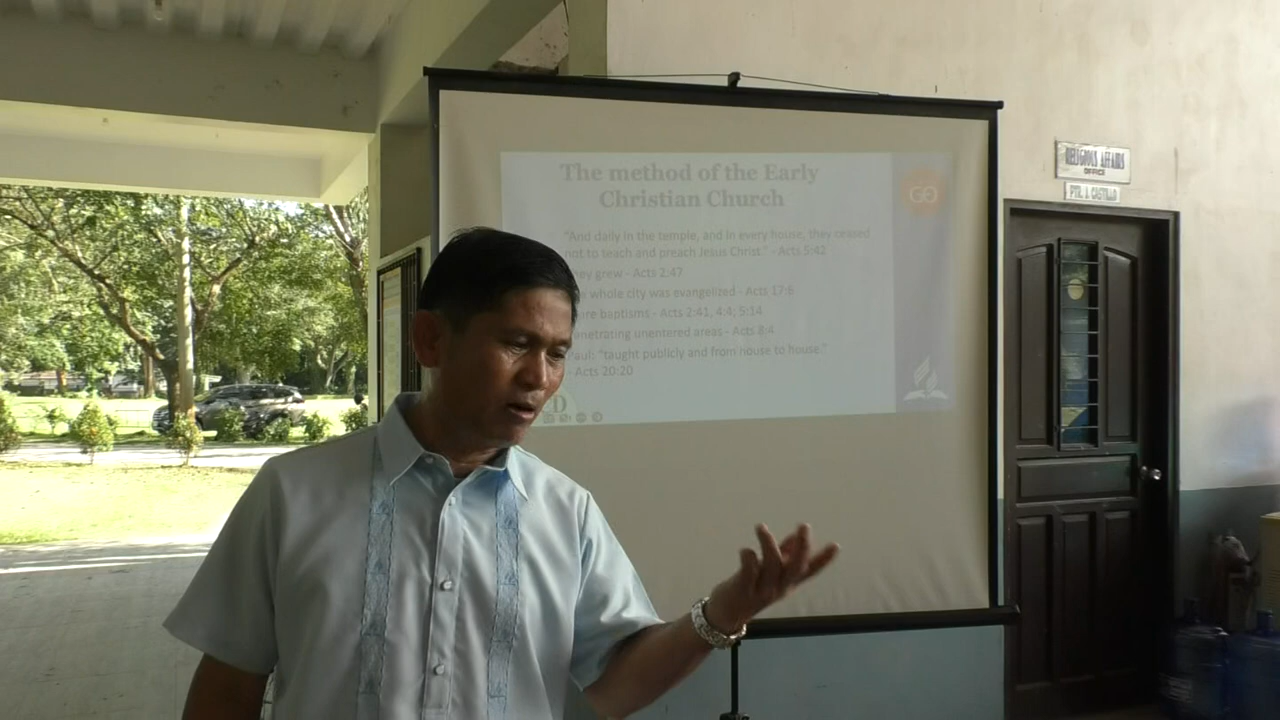 The method of the Early
Christian Church
"And daily in the temple, and in every house, they ceased
not to teach and preach Jesus Christ." - Acts 5:42
hey grew - Acts 2:47
whole city was evangelized - Acts 17:6
re baptisms - Acts 2:41, 4:4; 5:14
enetrating unentered areas - Acts 8:4
Paul: "taught publicly and from house to house."
- Acts 20:20
RELIGIOUS AFFAIRS
OFFICE
PTR. J. CASTILLO